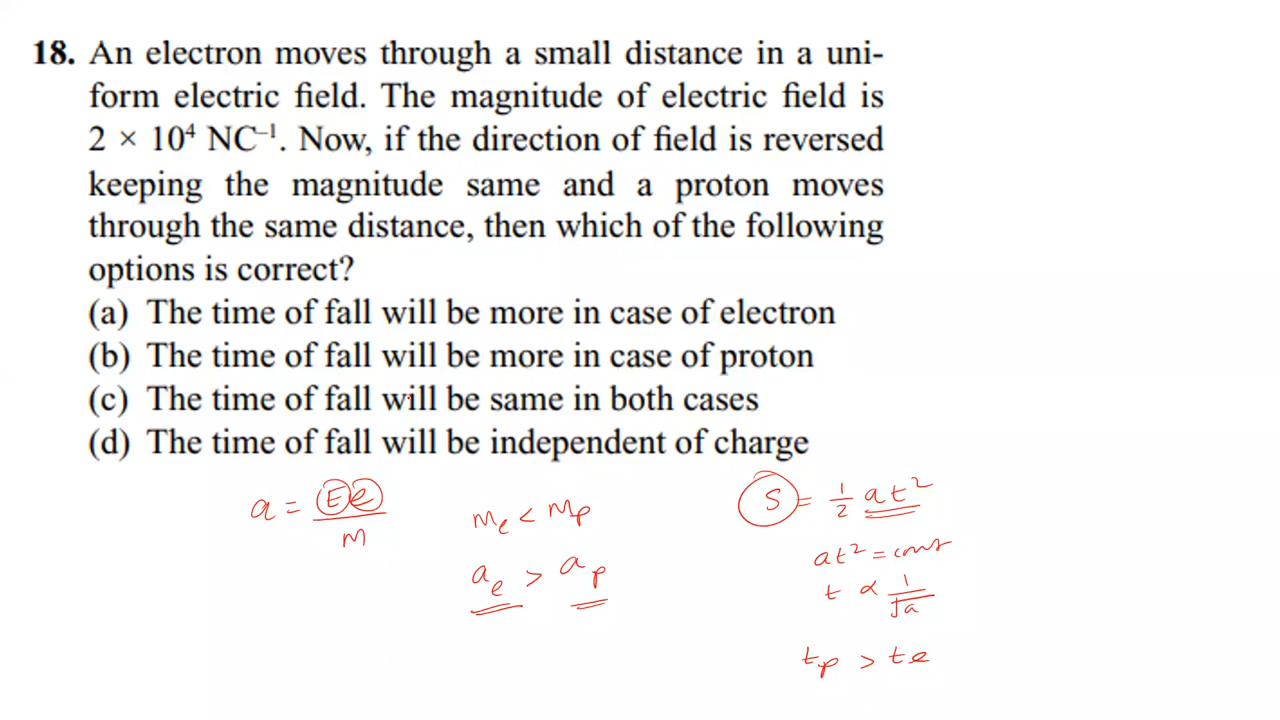 18. An electron moves through a small distance in a uni-
form electric field. The magnitude of electric field is
2 × 10⁴ NC⁻¹. Now, if the direction of field is reversed
keeping the magnitude same and a proton moves
through the same distance, then which of the following
options is correct?
(a) The time of fall will be more in case of electron
(b) The time of fall will be more in case of proton
(c) The time of fall will be same in both cases
(d) The time of fall will be independent of charge
a = Ee/m
mₑ < mₚ
aₑ > aₚ
S = 1/2 at²
at² = const
t ∝ 1/√a
tₚ > te